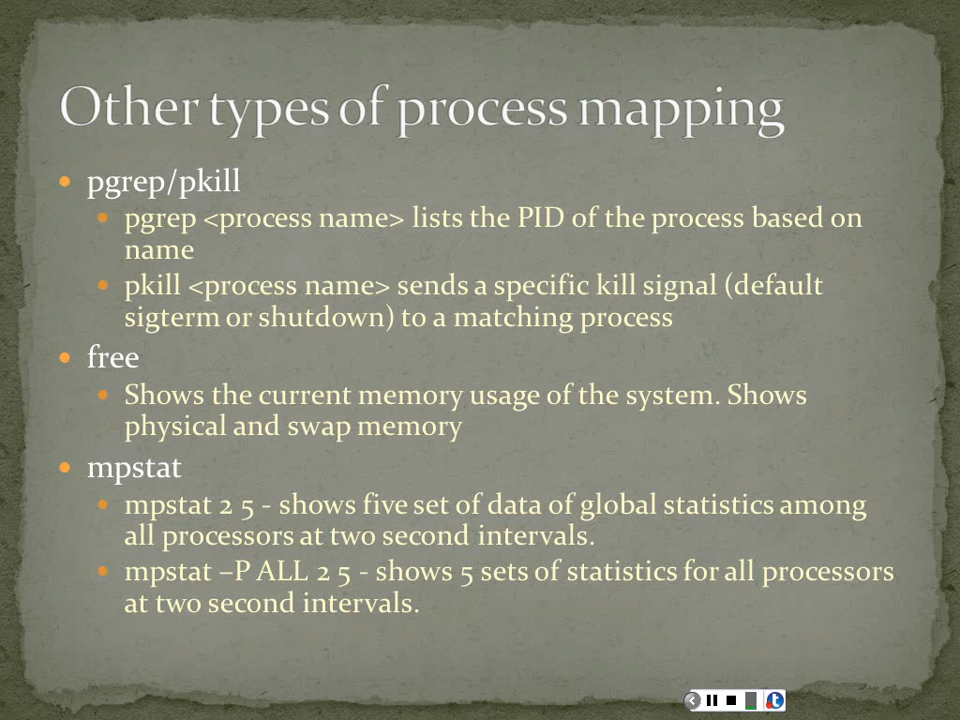 Other types of process mapping
pgrep/pkill
pgrep <process name> lists the PID of the process based on
name
pkill <process name> sends a specific kill signal (default
sigterm or shutdown) to a matching process
free
Shows the current memory usage of the system. Shows
physical and swap memory
mpstat
mpstat 2 5 - shows five set of data of global statistics among
all processors at two second intervals.
mpstat –P ALL 2 5 - shows 5 sets of statistics for all processors
at two second intervals.
t